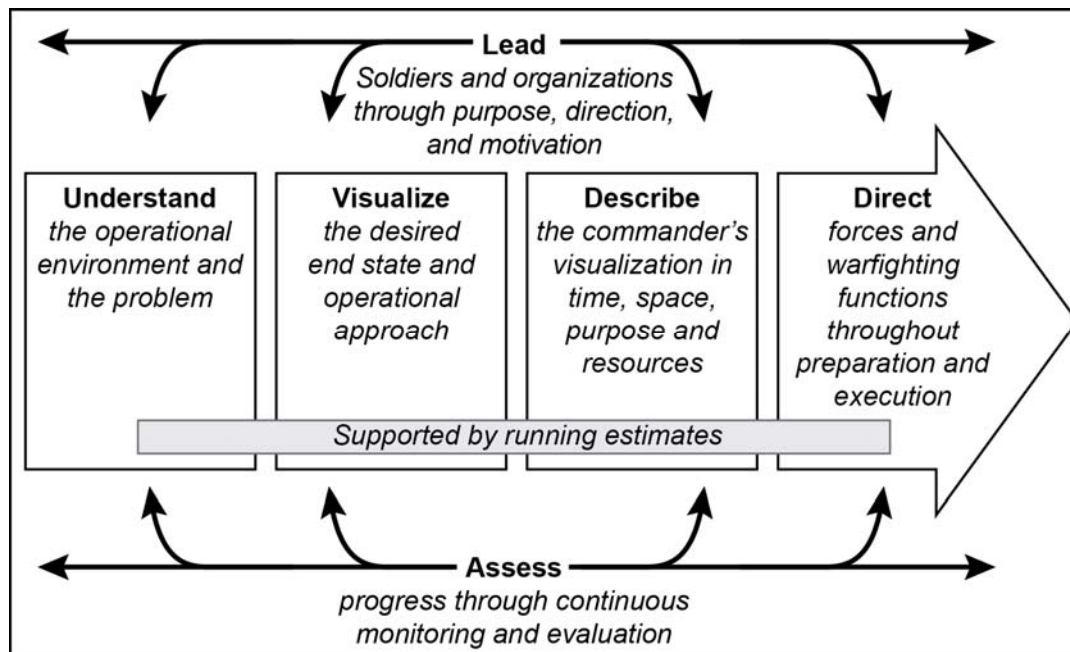 Lead
Soldiers and organizations
through purpose, direction,
and motivation
Understand
the operational
environment and
the problem
Visualize
the desired
end state and
operational
approach
Describe
the commander's
visualization in
time, space,
purpose and
resources
Direct
forces and
warfighting
functions
throughout
preparation and
execution
Supported by running estimates
Assess
progress through continuous
monitoring and evaluation